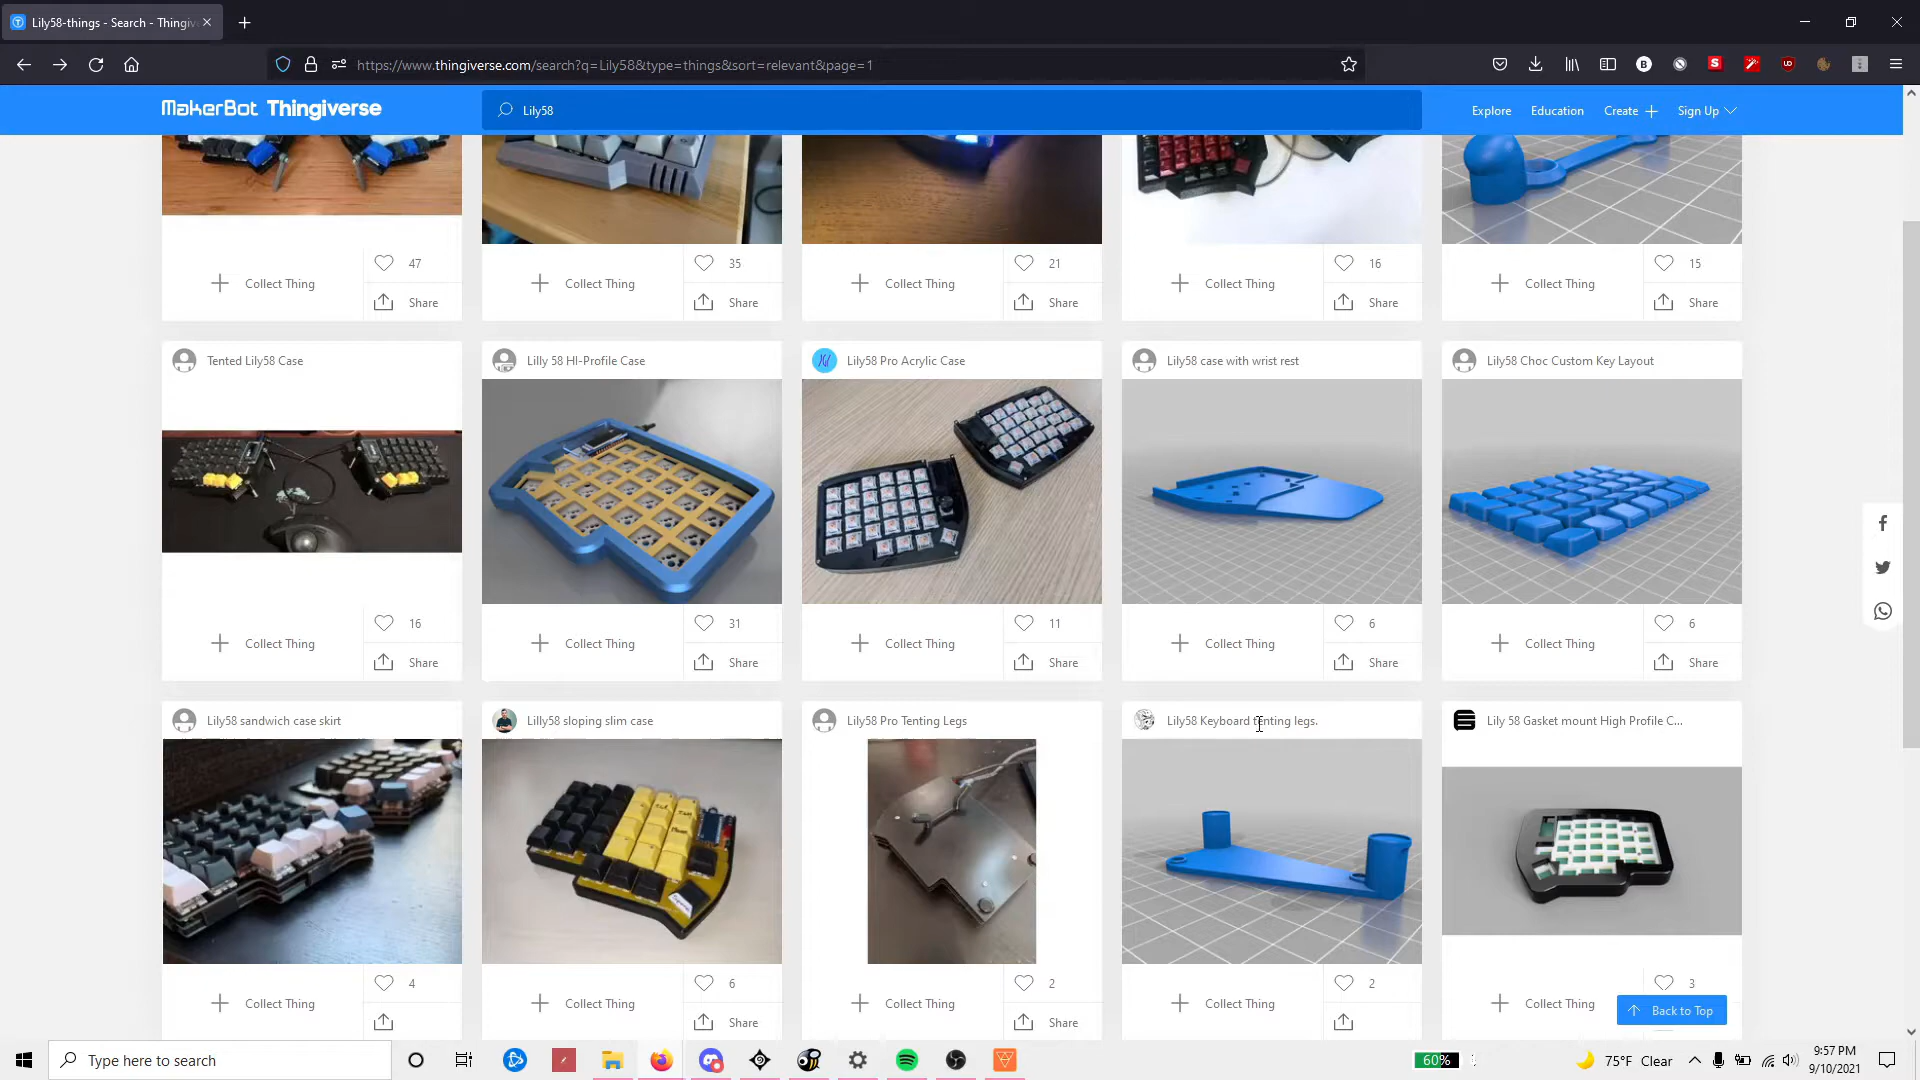 Lily58-things - Search - Thingiv
https://www.thingiverse.com/search?q=Lily58&type=things&sort=relevant&page=1
MakerBot Thingiverse
Lily58
Explore
Education
Create
Sign Up
Collect Thing 47 Share
Collect Thing 35 Share
Collect Thing 21 Share
Collect Thing 16 Share
Collect Thing 15 Share
Tented Lily58 Case
Lilly 58 HI-Profile Case
Lily58 Pro Acrylic Case
Lily58 case with wrist rest
Lily58 Choc Custom Key Layout
Collect Thing 16 Share
Collect Thing 31 Share
Collect Thing 11 Share
Collect Thing 6 Share
Collect Thing 6 Share
Lily58 sandwich case skirt
Lilly58 sloping slim case
Lily58 Pro Tenting Legs
Lily58 Keyboard tenting legs.
Lily 58 Gasket mount High Profile C...
Collect Thing 4
Collect Thing 6 Share
Collect Thing 2 Share
Collect Thing 2
Collect Thing 3
Back to Top
Type here to search
60%
75°F Clear
9:57 PM
9/10/2021